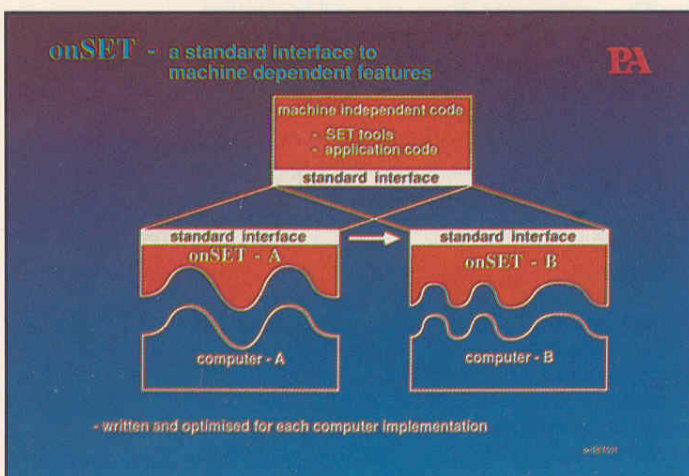 onSET - a standard interface to
machine dependent features
PA
machine independent code
- SET tools
- application code
standard interface
standard interface
standard interface
onSET - A
onSET - B
computer - A
computer - B
- written and optimised for each computer implementation